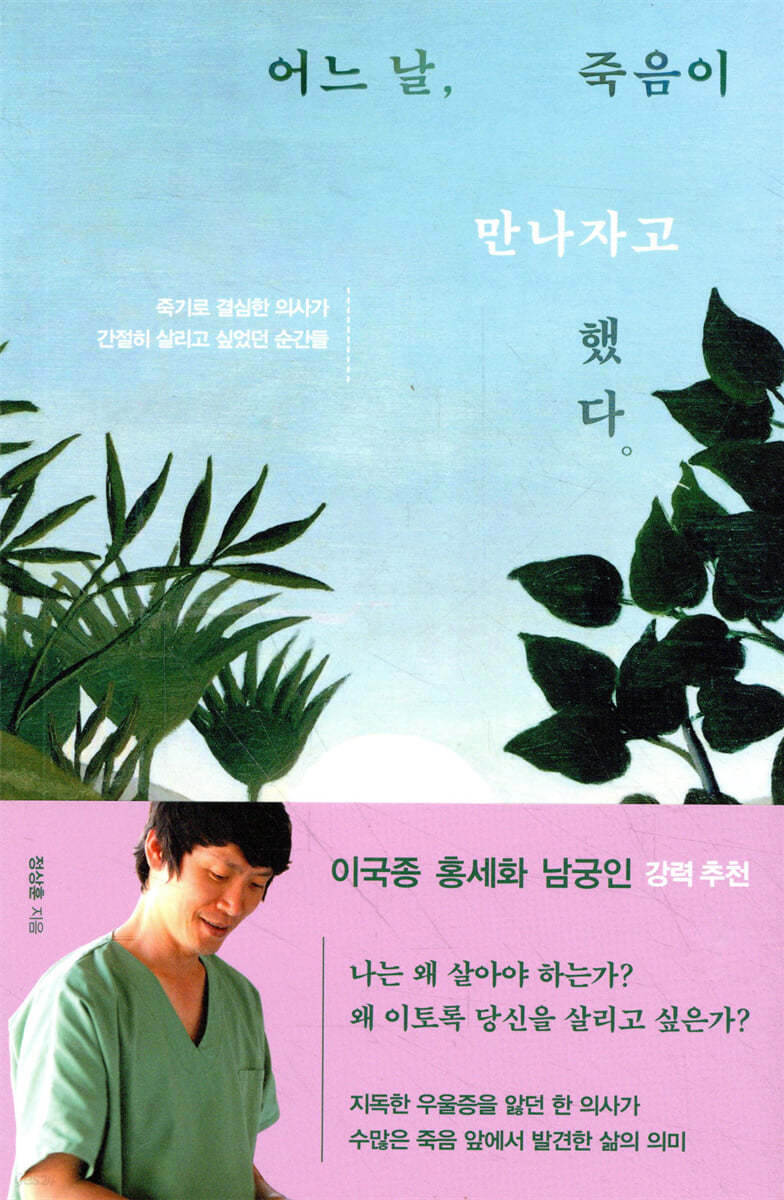 어느 날, 죽음이
만나자고
했
다。
죽기로 결심한 의사가
간절히 살리고 싶었던 순간들
정상훈 지음
이국종 홍세화 남궁인 강력 추천
나는 왜 살아야 하는가?
왜 이토록 당신을 살리고 싶은가?
지독한 우울증을 앓던 한 의사가
수많은 죽음 앞에서 발견한 삶의 의미